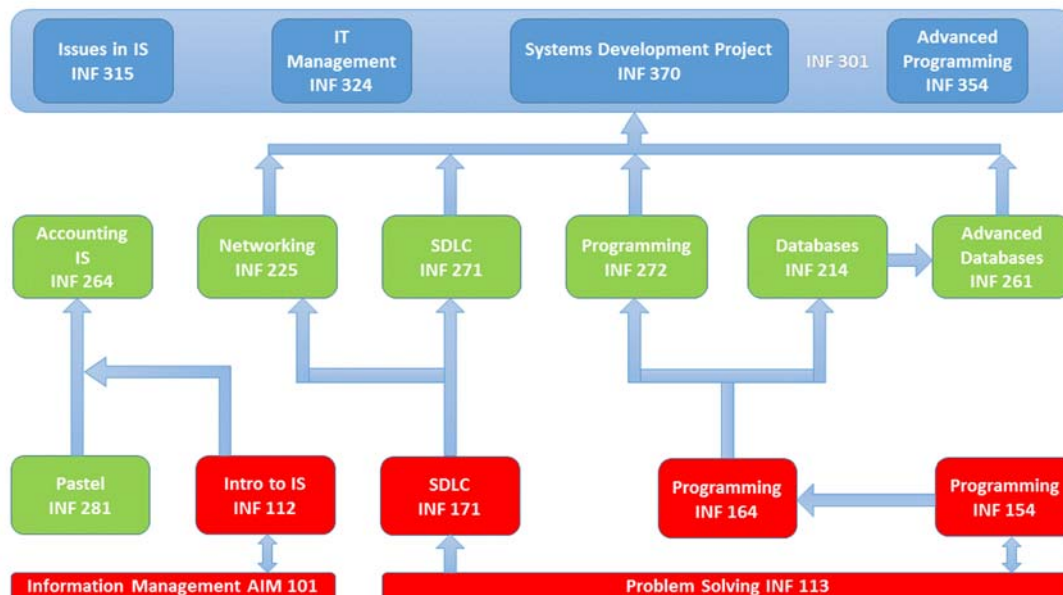 Issues in IS
INF 315
IT
Management
INF 324
Systems Development Project
INF 370
INF 301
Advanced
Programming
INF 354
Accounting
IS
INF 264
Networking
INF 225
SDLC
INF 271
Programming
INF 272
Databases
INF 214
Advanced
Databases
INF 261
Pastel
INF 281
Intro to IS
INF 112
SDLC
INF 171
Programming
INF 164
Programming
INF 154
Information Management AIM 101
Problem Solving INF 113